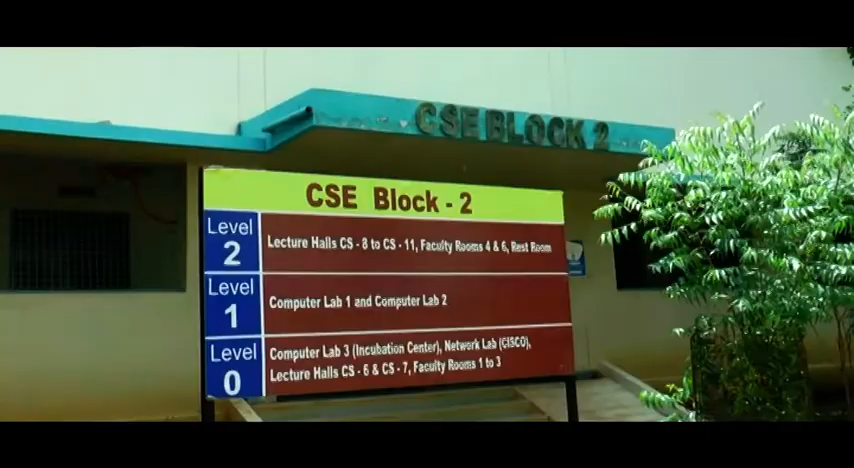 CSE BLOCK 2
CSE Block - 2
Level 2
Lecture Halls CS - 8 to CS - 11, Faculty Rooms 4 & 6, Rest Room
Level 1
Computer Lab 1 and Computer Lab 2
Level 0
Computer Lab 3 (Incubation Center), Network Lab (CISCO),
Lecture Halls CS - 6 & CS - 7, Faculty Rooms 1 to 3